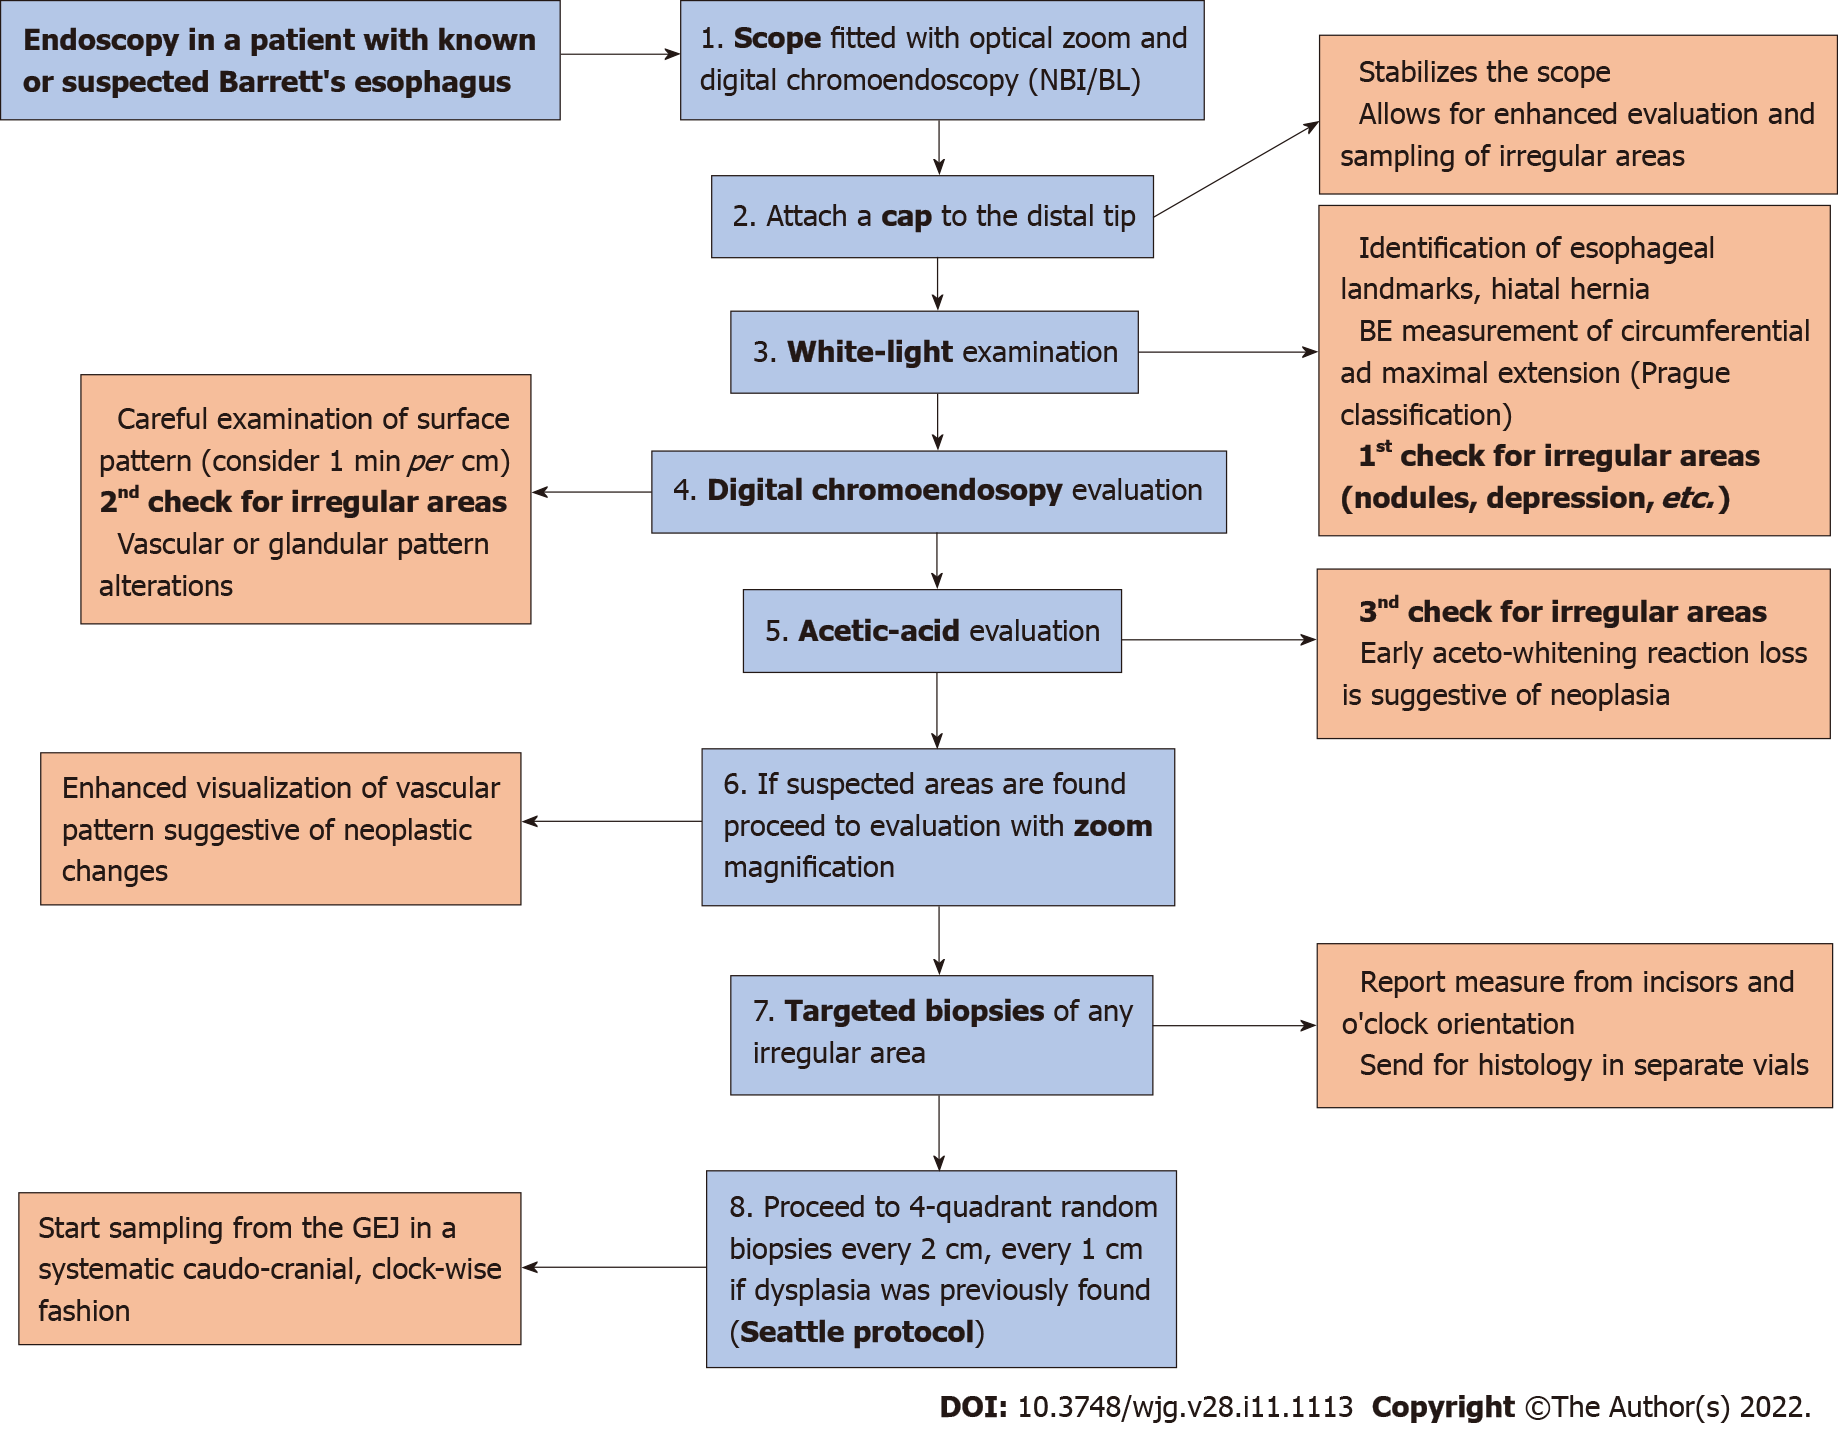 Endoscopy in a patient with known
or suspected Barrett's esophagus
1. Scope fitted with optical zoom and
digital chromoendoscopy (NBI/BL)
Stabilizes the scope
Allows for enhanced evaluation and
sampling of irregular areas
2. Attach a cap to the distal tip
Identification of esophageal
landmarks, hiatal hernia
BE measurement of circumferential
ad maximal extension (Prague
classification)
1st check for irregular areas
(nodules, depression, etc.)
3. White-light examination
Careful examination of surface
pattern (consider 1 min per cm)
2nd check for irregular areas
Vascular or glandular pattern
alterations
4. Digital chromoendosopy evaluation
5. Acetic-acid evaluation
3nd check for irregular areas
Early aceto-whitening reaction loss
is suggestive of neoplasia
6. If suspected areas are found
proceed to evaluation with zoom
magnification
Enhanced visualization of vascular
pattern suggestive of neoplastic
changes
7. Targeted biopsies of any
irregular area
Report measure from incisors and
o'clock orientation
Send for histology in separate vials
8. Proceed to 4-quadrant random
biopsies every 2 cm, every 1 cm
if dysplasia was previously found
(Seattle protocol)
Start sampling from the GEJ in a
systematic caudo-cranial, clock-wise
fashion
DOI: 10.3748/wjg.v28.i11.1113 Copyright ©The Author(s) 2022.